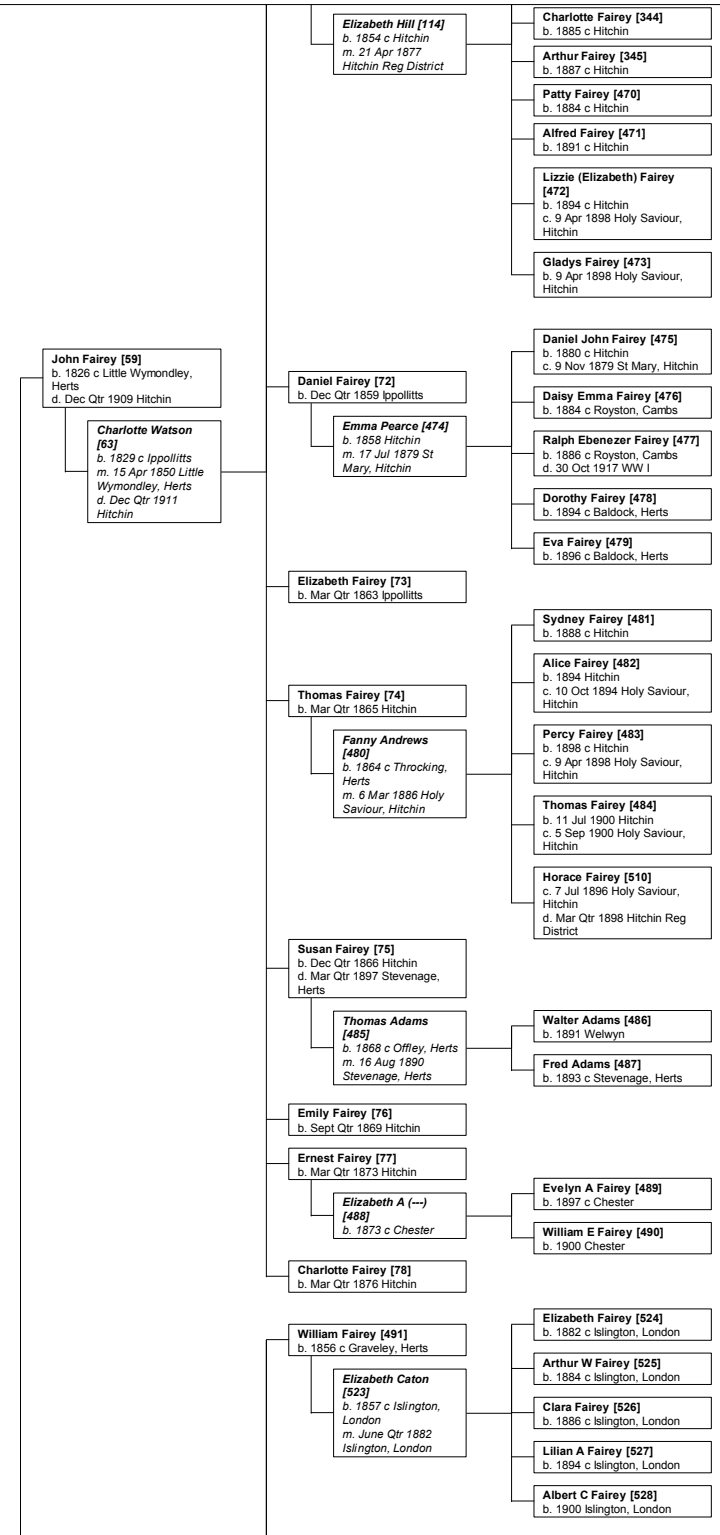 Elizabeth Hill [114]
b. 1854 c Hitchin
m. 21 Apr 1877
Hitchin Reg District
Charlotte Fairey [344]
b. 1885 c Hitchin
Arthur Fairey [345]
b. 1887 c Hitchin
Patty Fairey [470]
b. 1884 c Hitchin
Alfred Fairey [471]
b. 1891 c Hitchin
Lizzie (Elizabeth) Fairey
[472]
b. 1894 c Hitchin
c. 9 Apr 1898 Holy Saviour,
Hitchin
Gladys Fairey [473]
b. 9 Apr 1898 Holy Saviour,
Hitchin
John Fairey [59]
b. 1826 c Little Wymondley,
Herts
d. Dec Qtr 1909 Hitchin
Charlotte Watson
[63]
b. 1829 c Ippollitts
m. 15 Apr 1850 Little
Wymondley, Herts
d. Dec Qtr 1911
Hitchin
Daniel Fairey [72]
b. Dec Qtr 1859 Ippollitts
Emma Pearce [474]
b. 1858 Hitchin
m. 17 Jul 1879 St
Mary, Hitchin
Daniel John Fairey [475]
b. 1880 c Hitchin
c. 9 Nov 1879 St Mary, Hitchin
Daisy Emma Fairey [476]
b. 1884 c Royston, Cambs
Ralph Ebenezer Fairey [477]
b. 1886 c Royston, Cambs
d. 30 Oct 1917 WW I
Dorothy Fairey [478]
b. 1894 c Baldock, Herts
Eva Fairey [479]
b. 1896 c Baldock, Herts
Elizabeth Fairey [73]
b. Mar Qtr 1863 Ippollitts
Thomas Fairey [74]
b. Mar Qtr 1865 Hitchin
Fanny Andrews
[480]
b. 1864 c Throcking,
Herts
m. 6 Mar 1886 Holy
Saviour, Hitchin
Sydney Fairey [481]
b. 1888 c Hitchin
Alice Fairey [482]
b. 1894 Hitchin
c. 10 Oct 1894 Holy Saviour,
Hitchin
Percy Fairey [483]
b. 1898 c Hitchin
c. 9 Apr 1898 Holy Saviour,
Hitchin
Thomas Fairey [484]
b. 11 Jul 1900 Hitchin
c. 5 Sep 1900 Holy Saviour,
Hitchin
Horace Fairey [510]
c. 7 Jul 1896 Holy Saviour,
Hitchin
d. Mar Qtr 1898 Hitchin Reg
District
Susan Fairey [75]
b. Dec Qtr 1866 Hitchin
d. Mar Qtr 1897 Stevenage,
Herts
Thomas Adams
[485]
b. 1868 c Offley, Herts
m. 16 Aug 1890
Stevenage, Herts
Walter Adams [486]
b. 1891 Welwyn
Fred Adams [487]
b. 1893 c Stevenage, Herts
Emily Fairey [76]
b. Sept Qtr 1869 Hitchin
Ernest Fairey [77]
b. Mar Qtr 1873 Hitchin
Elizabeth A (---)
[488]
b. 1873 c Chester
Evelyn A Fairey [489]
b. 1897 c Chester
William E Fairey [490]
b. 1900 Chester
Charlotte Fairey [78]
b. Mar Qtr 1876 Hitchin
William Fairey [491]
b. 1856 c Graveley, Herts
Elizabeth Caton
[523]
b. 1857 c Islington,
London
m. June Qtr 1882
Islington, London
Elizabeth Fairey [524]
b. 1882 c Islington, London
Arthur W Fairey [525]
b. 1884 c Islington, London
Clara Fairey [526]
b. 1886 c Islington, London
Lilian A Fairey [527]
b. 1894 c Islington, London
Albert C Fairey [528]
b. 1900 Islington, London